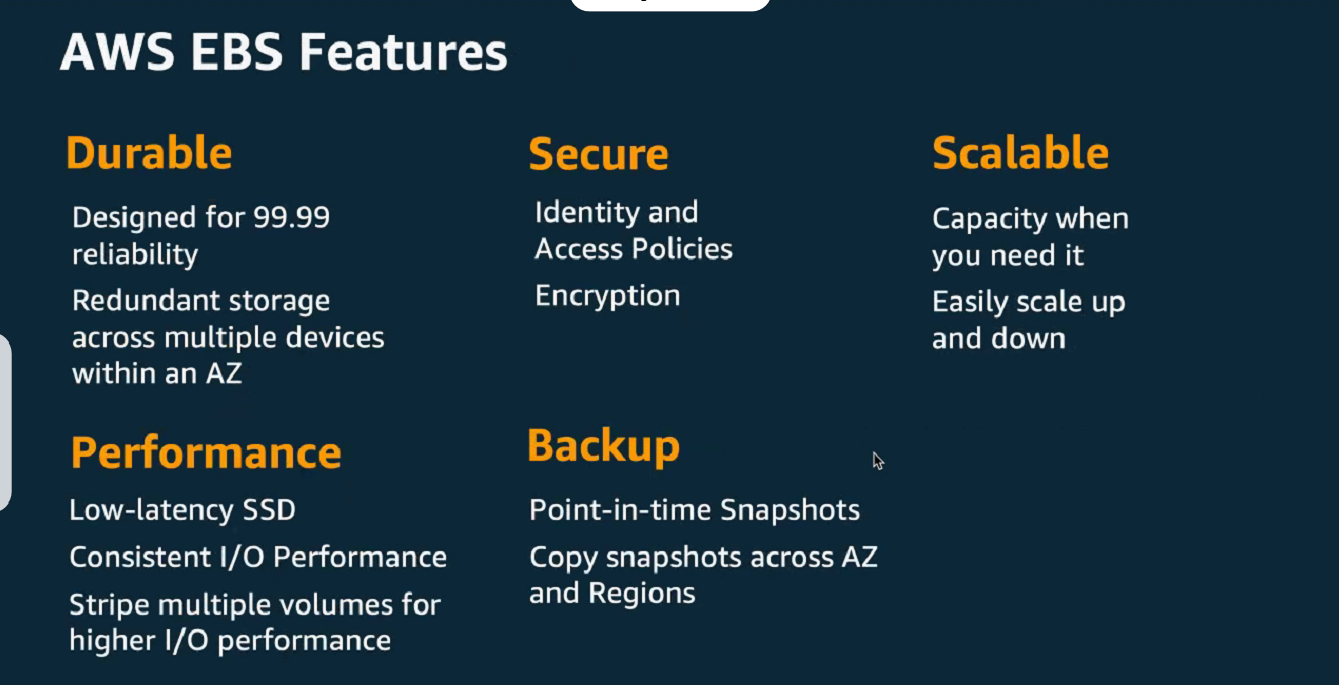 AWS EBS Features
Durable
Designed for 99.99
reliability
Redundant storage
across multiple devices
within an AZ
Secure
Identity and
Access Policies
Encryption
Scalable
Capacity when
you need it
Easily scale up
and down
Performance
Low-latency SSD
Consistent I/O Performance
Stripe multiple volumes for
higher I/O performance
Backup
Point-in-time Snapshots
Copy snapshots across AZ
and Regions